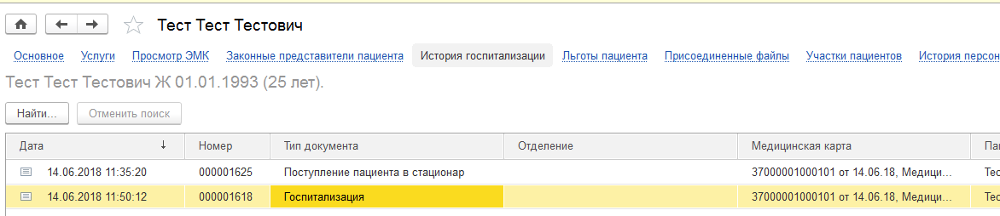 Тест Тест Тестович
Основное Услуги Просмотр ЭМК Законные представители пациента История госпитализации Льготы пациента Присоединенные файлы Участки пациентов История персон
Тест Тест Тестович Ж 01.01.1993 (25 лет).
Найти... Отменить поиск
Дата ↓ Номер Тип документа Отделение Медицинская карта Па
14.06.2018 11:35:20 000001625 Поступление пациента в стационар 37000001000101 от 14.06.18, Медици... Тес
14.06.2018 11:50:12 000001618 Госпитализация 37000001000101 от 14.06.18, Медици... Тес